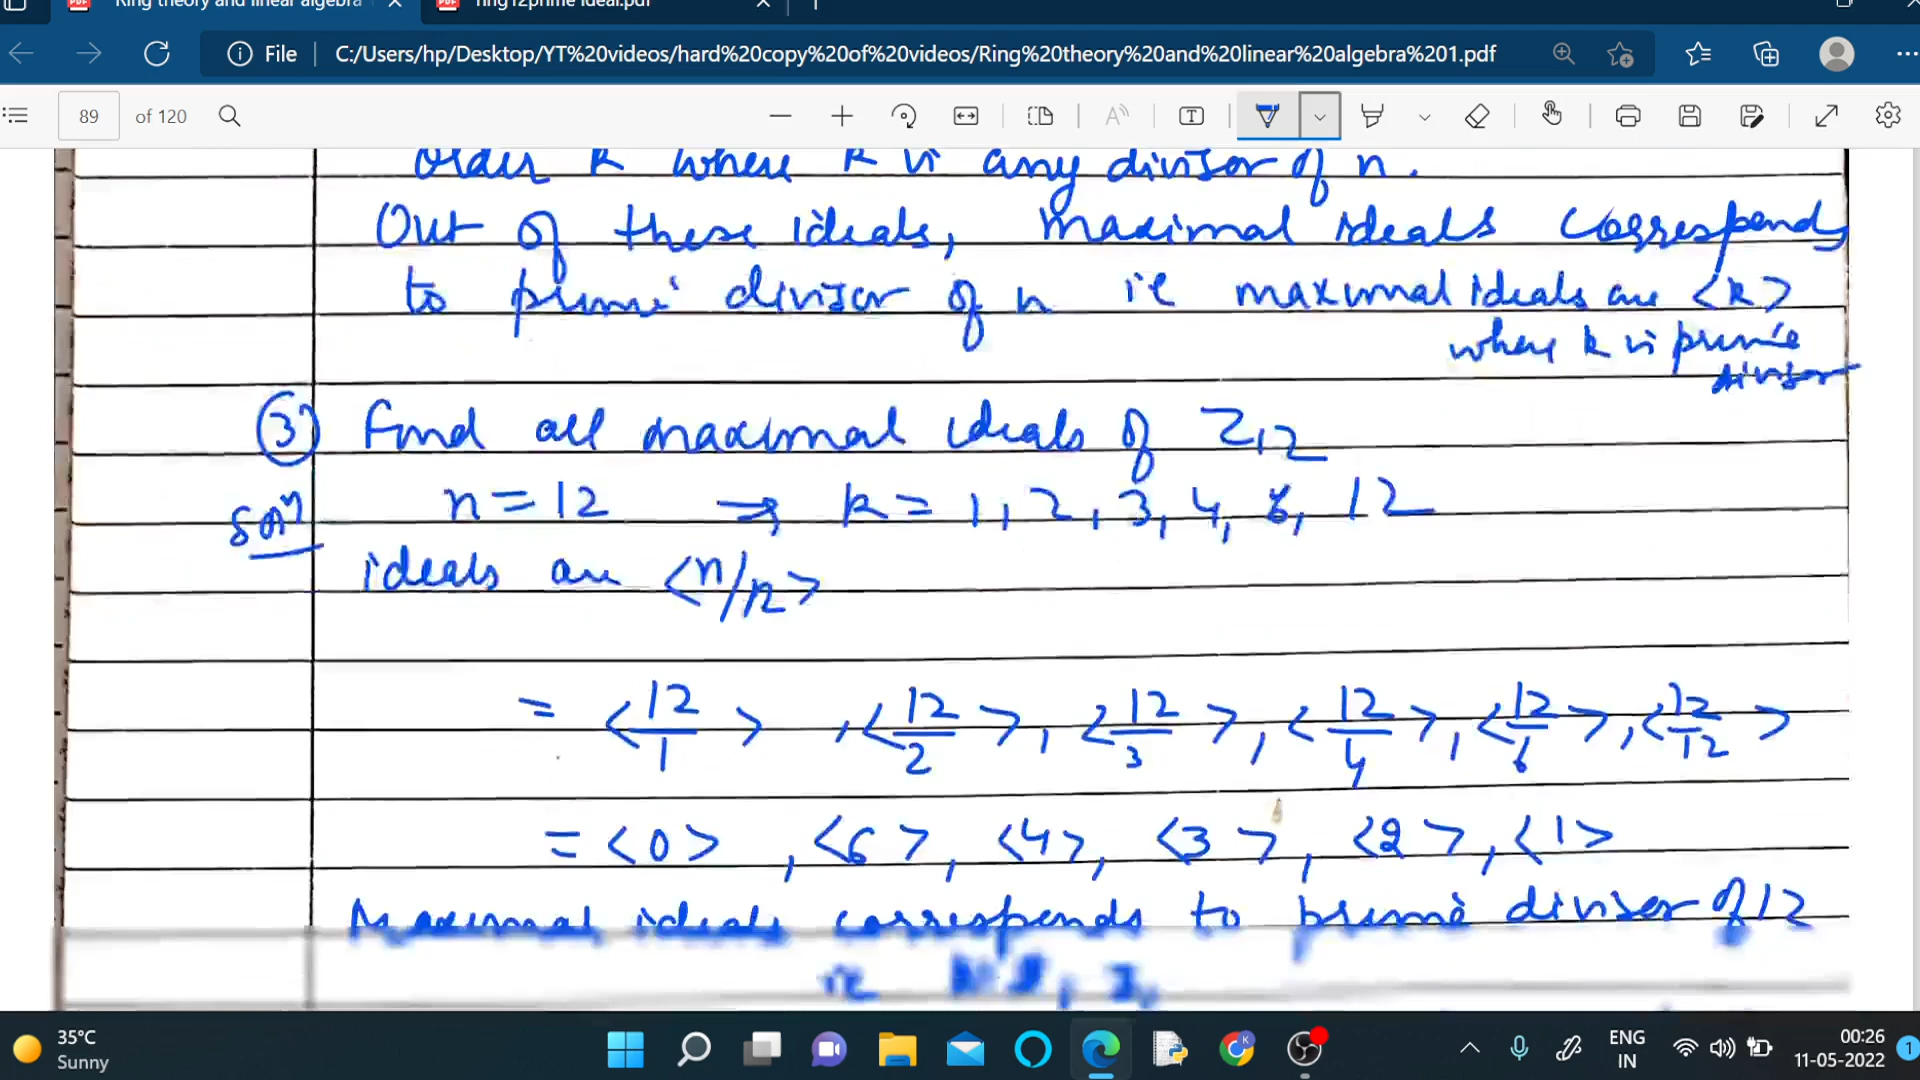 Ring theory and linear algebra
ring12prime ideal.pdf
File
C:/Users/hp/Desktop/YT%20videos/hard%20copy%20of%20videos/Ring%20theory%20and%20linear%20algebra%201.pdf
89 of 120
order k where k is any divisor of n.
Out of these ideals, maximal ideals corresponds
to prime divisor of n ie maximal ideals are <k>
where k is prime
divisor
③ Find all maximal ideals of Z12
Soln n = 12 → k = 1, 2, 3, 4, 6, 12
ideals are <n/k>
= <12/1>, <12/2>, <12/3>, <12/4>, <12/6>, <12/12>
= <0>, <6>, <4>, <3>, <2>, <1>
Maximal ideals corresponds to prime divisor of 12
35°C
Sunny
ENG
IN
00:26
11-05-2022
1